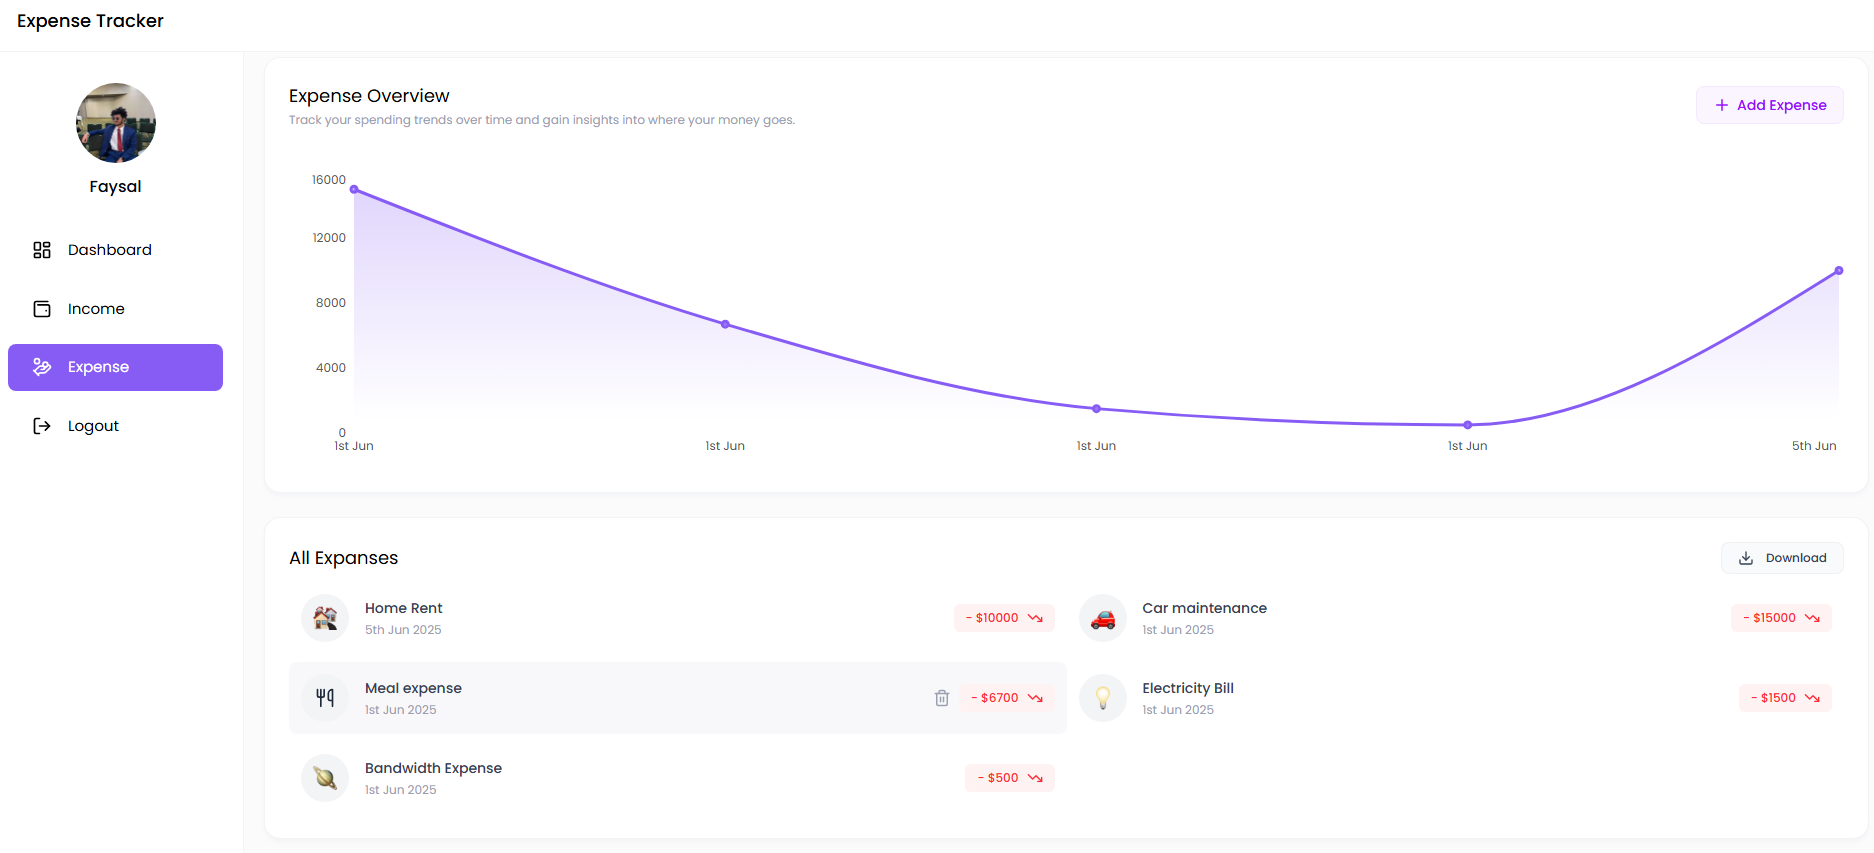 Expense Tracker
Faysal
Dashboard
Income
Expense
Logout
Expense Overview
Track your spending trends over time and gain insights into where your money goes.
Add Expense
16000
12000
8000
4000
0
1st Jun 1st Jun 1st Jun 1st Jun 5th Jun
All Expanses
Download
Home Rent
5th Jun 2025
- $10000
Car maintenance
1st Jun 2025
- $15000
Meal expense
1st Jun 2025
- $6700
Electricity Bill
1st Jun 2025
- $1500
Bandwidth Expense
1st Jun 2025
- $500